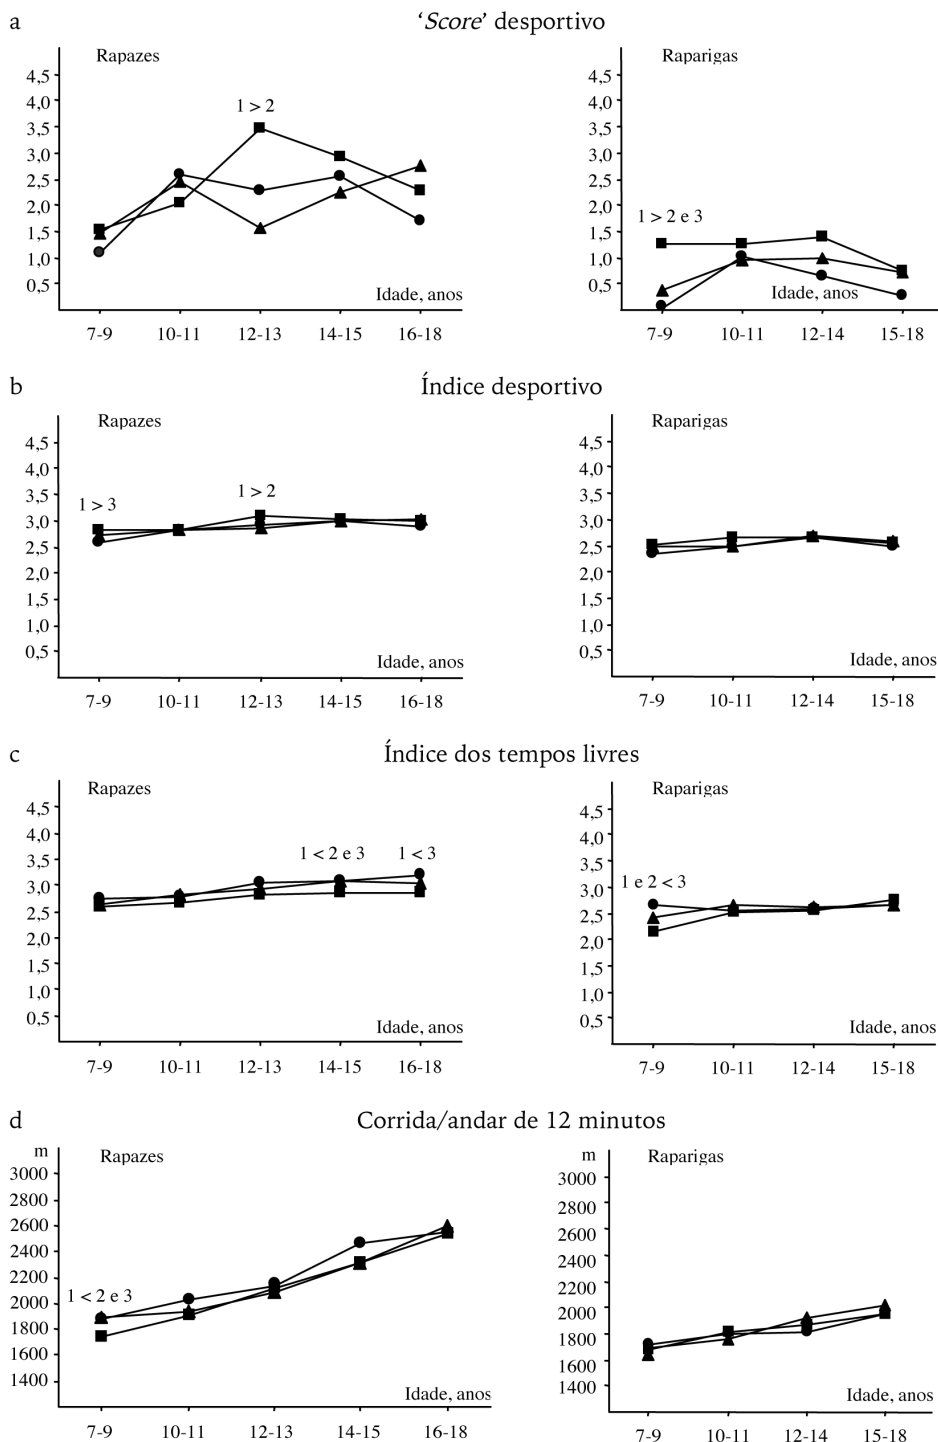 a
‘Score’ desportivo
Rapazes
4,5
4,0
3,5
3,0
2,5
2,0
1,5
1,0
0,5
1 > 2
Idade, anos
7-9 10-11 12-13 14-15 16-18
Raparigas
4,5
4,0
3,5
3,0
2,5
2,0
1,5
1,0
0,5
1 > 2 e 3
Idade, anos
7-9 10-11 12-14 15-18
b
Índice desportivo
Rapazes
4,5
4,0
3,5
3,0
2,5
2,0
1,5
1,0
0,5
1 > 3
1 > 2
Idade, anos
7-9 10-11 12-13 14-15 16-18
Raparigas
4,5
4,0
3,5
3,0
2,5
2,0
1,5
1,0
0,5
Idade, anos
7-9 10-11 12-14 15-18
c
Índice dos tempos livres
Rapazes
4,5
4,0
3,5
3,0
2,5
2,0
1,5
1,0
0,5
1 < 2 e 3
1 < 3
Idade, anos
7-9 10-11 12-13 14-15 16-18
Raparigas
4,5
4,0
3,5
3,0
2,5
2,0
1,5
1,0
0,5
1 e 2 < 3
Idade, anos
7-9 10-11 12-14 15-18
d
Corrida/andar de 12 minutos
m
Rapazes
3000
2800
2600
2400
2200
2000
1800
1600
1400
1 < 2 e 3
Idade, anos
7-9 10-11 12-13 14-15 16-18
m
Raparigas
3000
2800
2600
2400
2200
2000
1800
1600
1400
Idade, anos
7-9 10-11 12-14 15-18